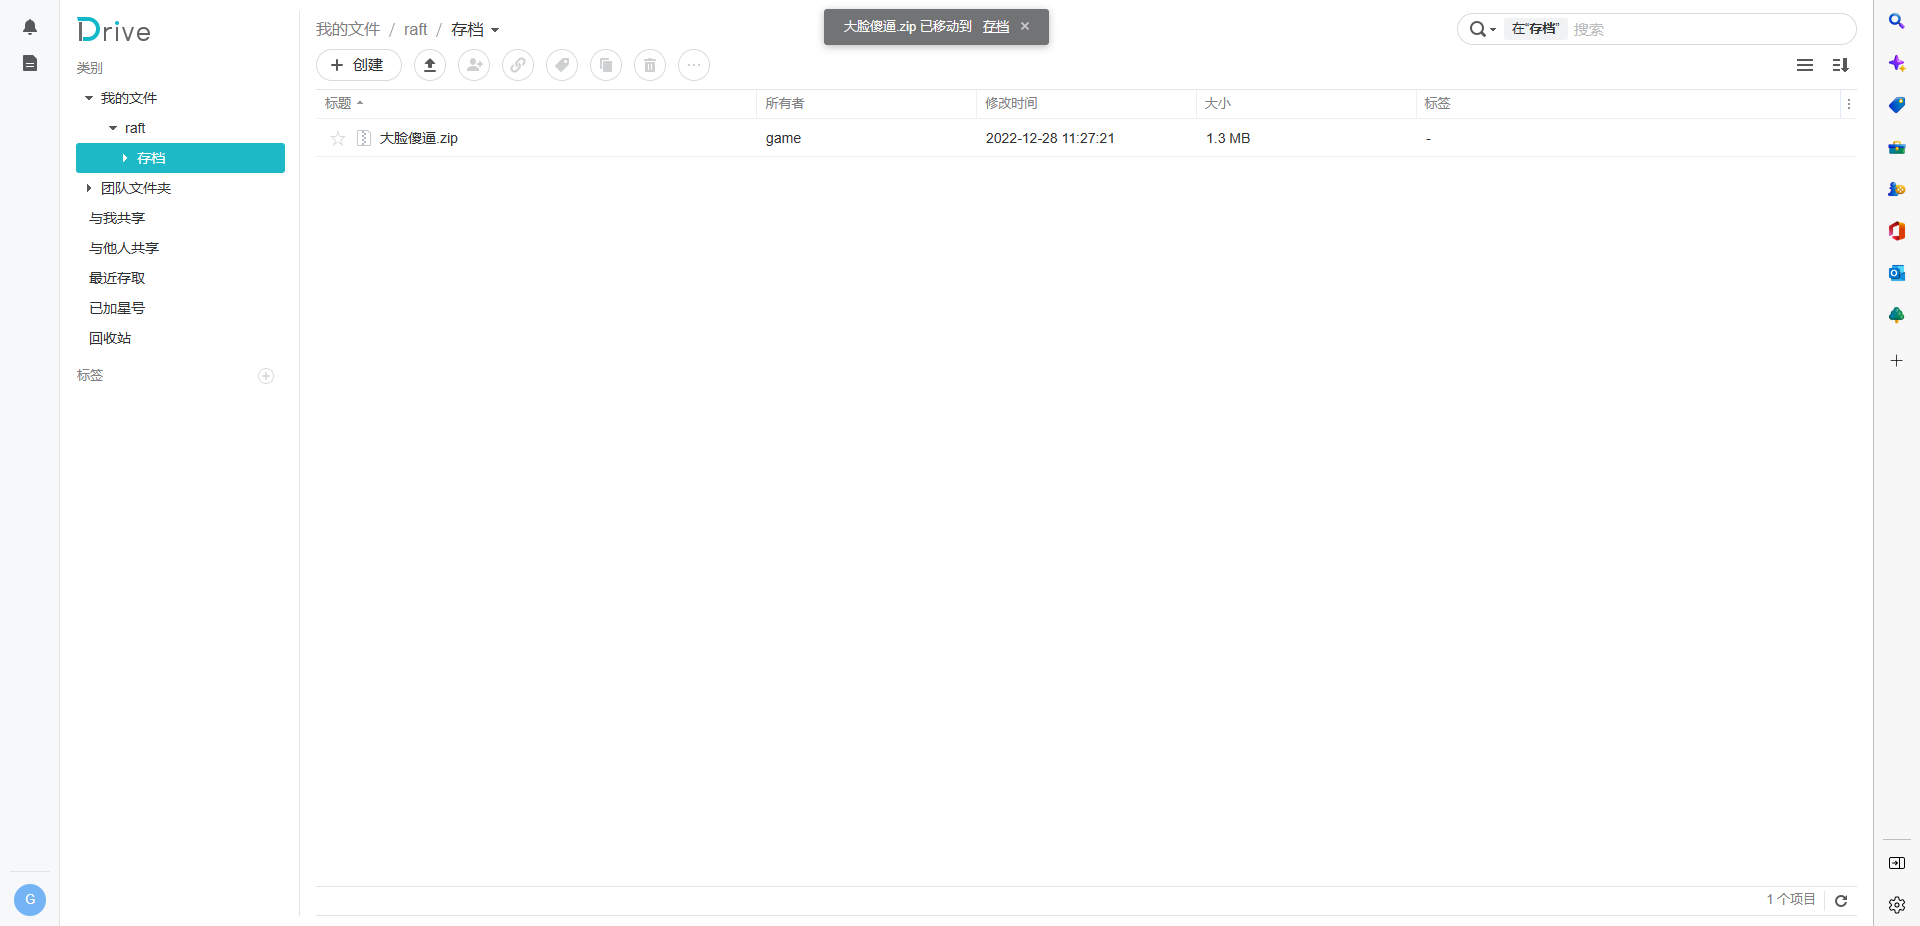 Drive
类别
我的文件
raft
存档
团队文件夹
与我共享
与他人共享
最近存取
已加星号
回收站
标签
G
我的文件 / raft / 存档
大脸傻逼.zip 已移动到 存档 ×
在"存档" 搜索
+ 创建
标题 所有者 修改时间 大小 标签
大脸傻逼.zip game 2022-12-28 11:27:21 1.3 MB -
1 个项目